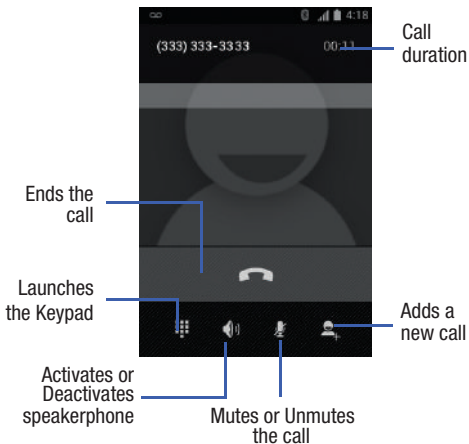 4:18
(333) 333-3333
00:11
Call
duration
Ends the
call
Launches
the Keypad
Adds a
new call
Activates or
Deactivates
speakerphone
Mutes or Unmutes
the call